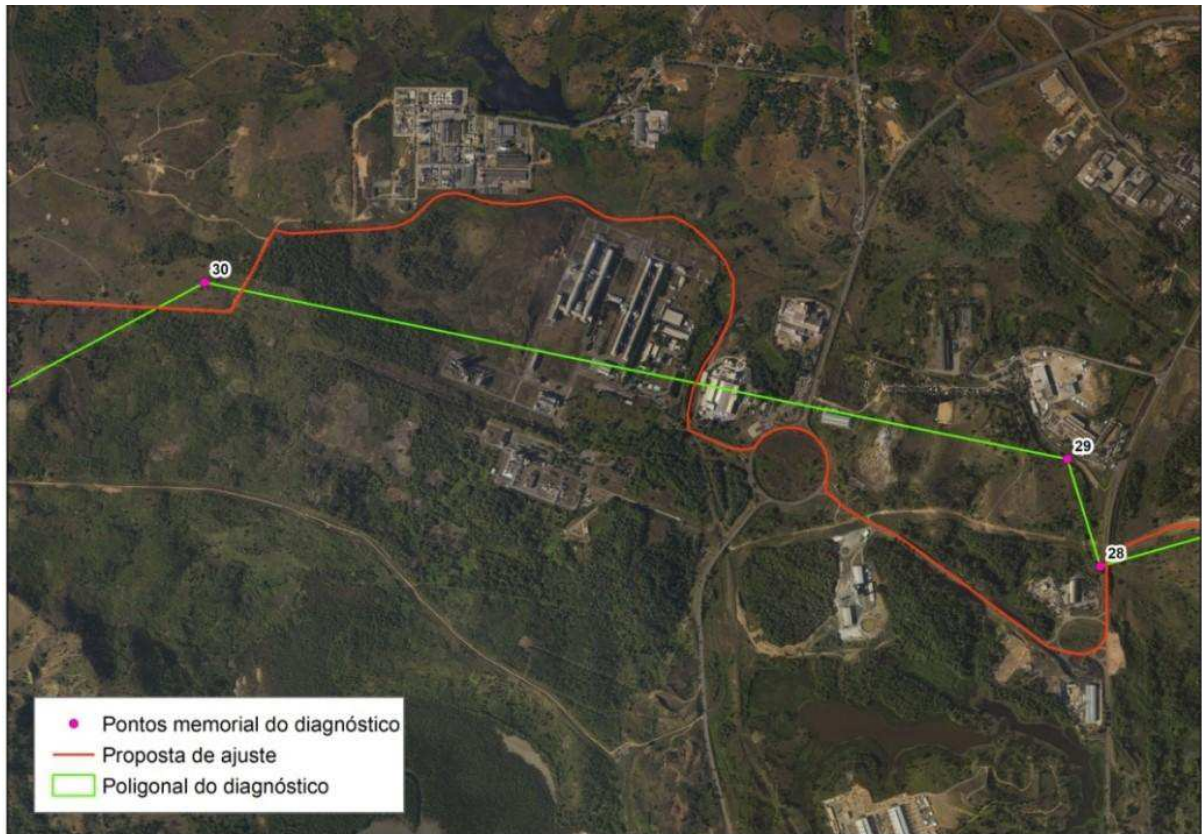 30
29
28
Pontos memorial do diagnóstico
Proposta de ajuste
Poligonal do diagnóstico